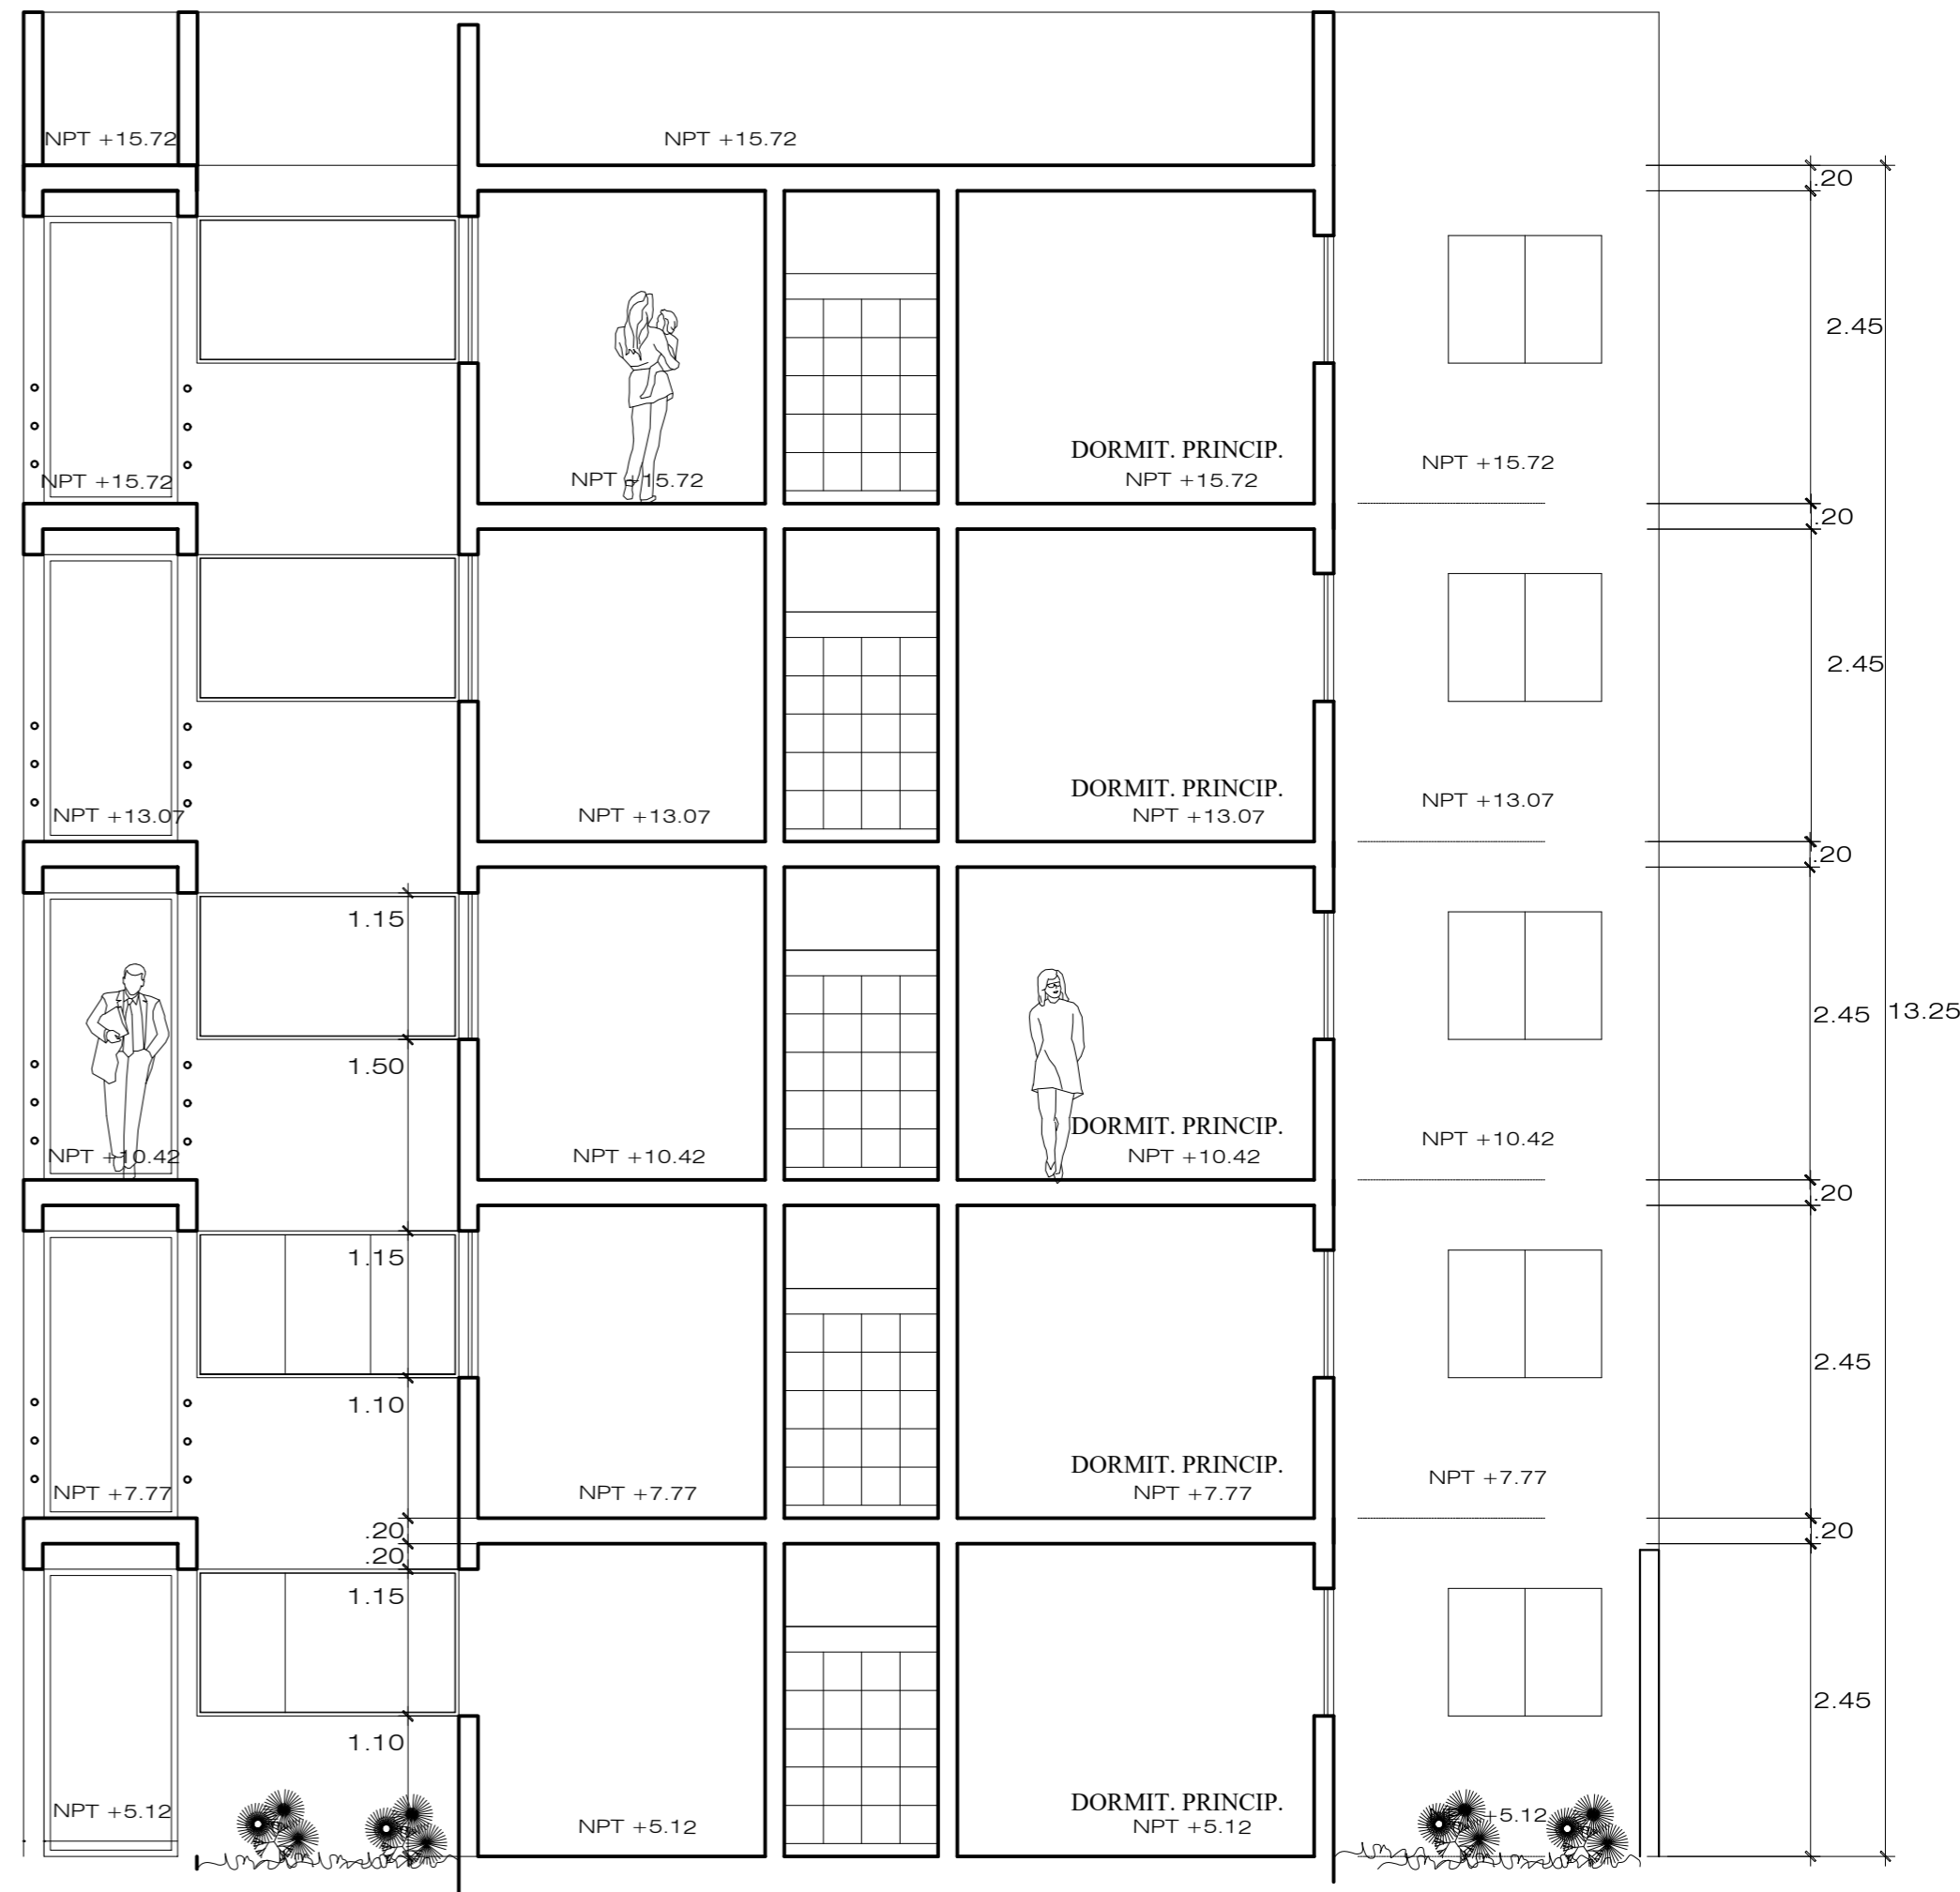 NPT +15.72 NPT +15.72
.20
2.45
DORMIT. PRINCIP.
NPT +15.72 NPT +15.72 NPT +15.72 NPT +15.72
.20
2.45
DORMIT. PRINCIP.
NPT +13.07 NPT +13.07 NPT +13.07 NPT +13.07
.20
1.15
2.45 13.25
1.50
DORMIT. PRINCIP.
NPT +10.42 NPT +10.42 NPT +10.42 NPT +10.42
.20
1.15
2.45
1.10
DORMIT. PRINCIP.
NPT +7.77 NPT +7.77 NPT +7.77 NPT +7.77
.20 .20
.20
1.15
2.45
1.10
DORMIT. PRINCIP.
NPT +5.12 NPT +5.12 NPT +5.12 NPT +5.12